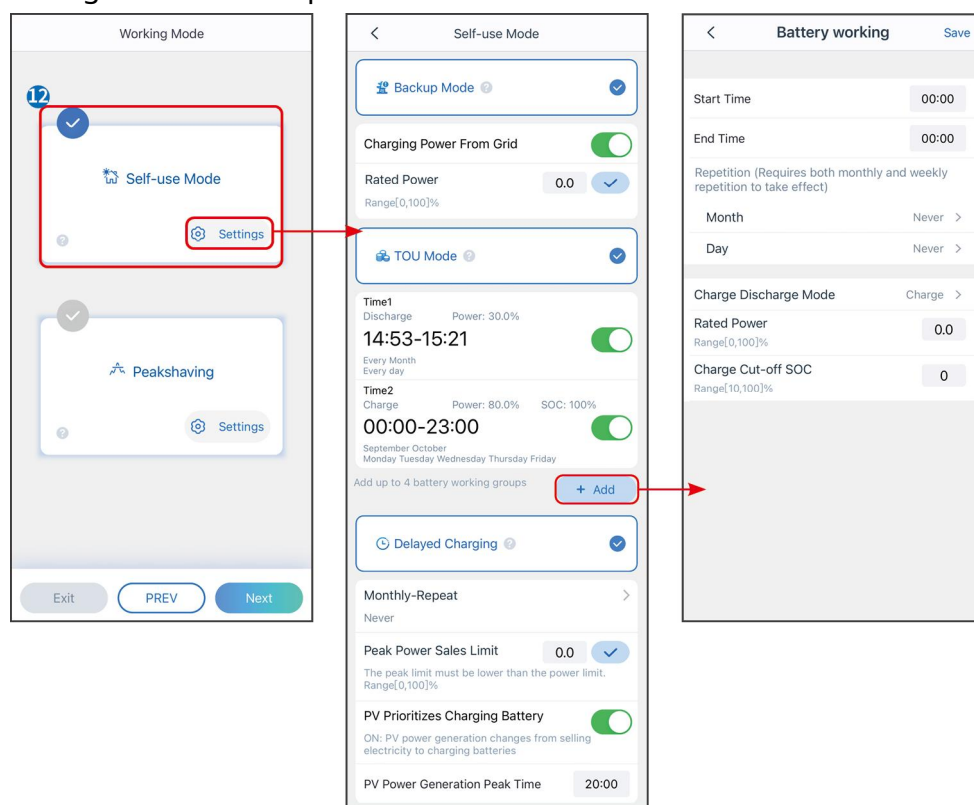 Working Mode
12
Self-use Mode
Settings
Peakshaving
Settings
Exit
PREV
Next
Self-use Mode
Backup Mode
Charging Power From Grid
Rated Power
0.0
Range[0,100]%
TOU Mode
Time1
Discharge Power: 30.0%
14:53-15:21
Every Month
Every day
Time2
Charge Power: 80.0% SOC: 100%
00:00-23:00
September October
Monday Tuesday Wednesday Thursday Friday
Add up to 4 battery working groups
+ Add
Delayed Charging
Monthly-Repeat
Never
Peak Power Sales Limit 0.0
The peak limit must be lower than the power limit.
Range[0,100]%
PV Prioritizes Charging Battery
ON: PV power generation changes from selling
electricity to charging batteries
PV Power Generation Peak Time 20:00
Battery working Save
Start Time 00:00
End Time 00:00
Repetition (Requires both monthly and weekly
repetition to take effect)
Month Never
Day Never
Charge Discharge Mode Charge
Rated Power
0.0
Range[0,100]%
Charge Cut-off SOC
0
Range[10,100]%